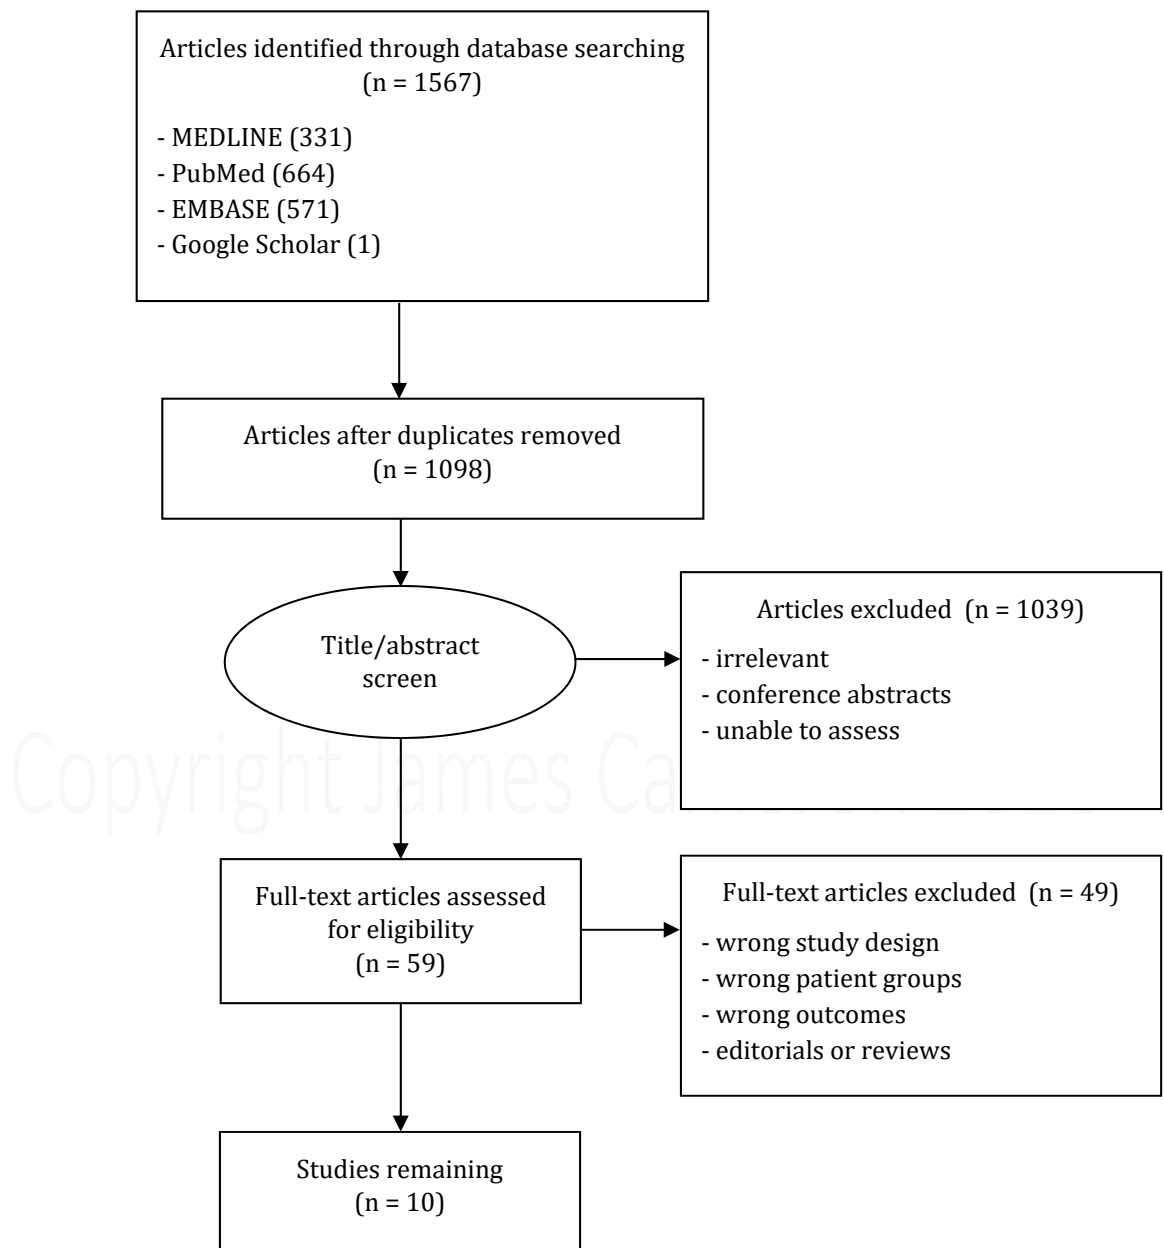 Articles identified through database searching
(n = 1567)
- MEDLINE (331)
- PubMed (664)
- EMBASE (571)
- Google Scholar (1)
Articles after duplicates removed
(n = 1098)
Title/abstract
screen
Articles excluded (n = 1039)
- irrelevant
- conference abstracts
- unable to assess
Copyright James Ca
Full-text articles assessed
for eligibility
(n = 59)
Full-text articles excluded (n = 49)
- wrong study design
- wrong patient groups
- wrong outcomes
- editorials or reviews
Studies remaining
(n = 10)